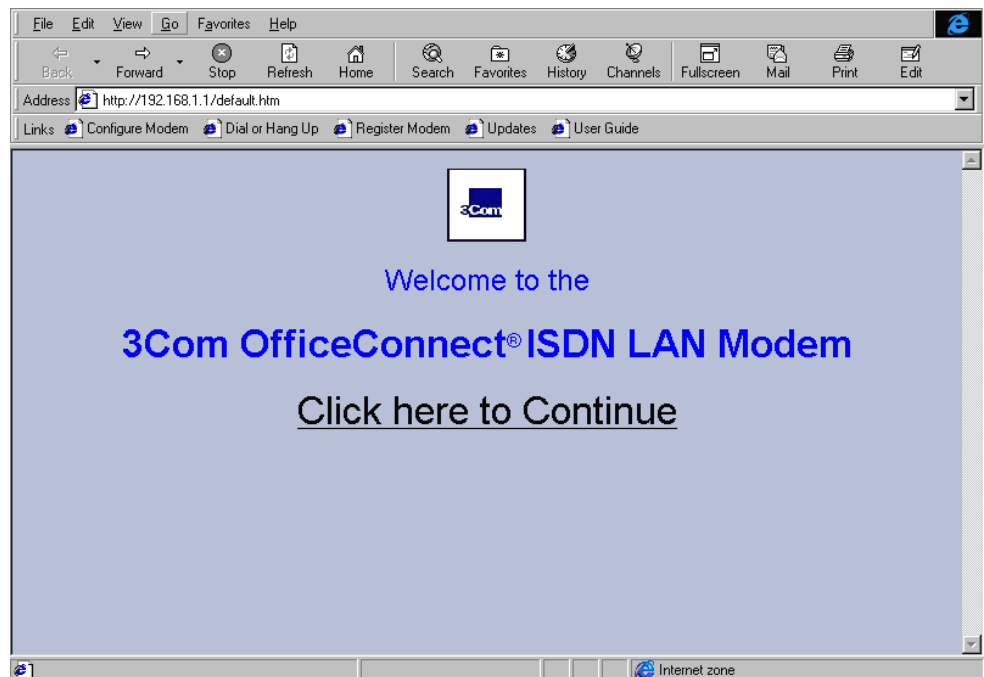 File Edit View Go Favorites Help
Back Forward Stop Refresh Home Search Favorites History Channels Fullscreen Mail Print Edit
Address http://192.168.1.1/default.htm
Links Configure Modem Dial or Hang Up Register Modem Updates User Guide
3Com
Welcome to the
3Com OfficeConnect® ISDN LAN Modem
Click here to Continue
Internet zone